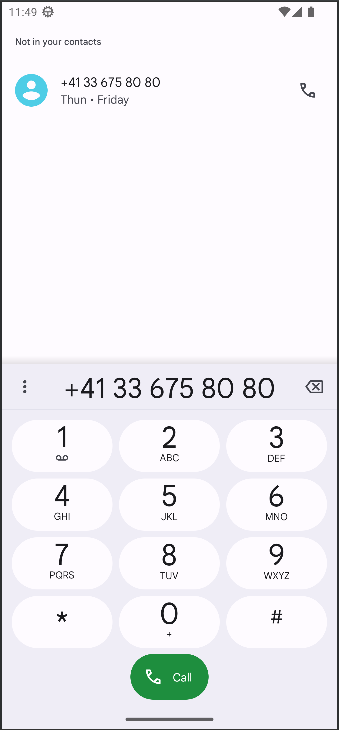 11:49
Not in your contacts
+41 33 675 80 80
Thun • Friday
+41 33 675 80 80
1 2 3
ABC DEF
4 5 6
GHI JKL MNO
7 8 9
PQRS TUV WXYZ
* 0 #
+
Call